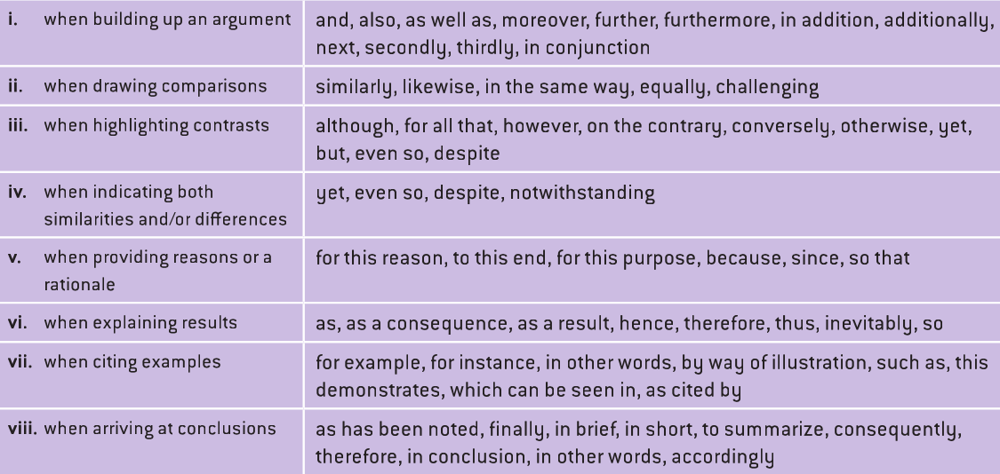 i. when building up an argument
and, also, as well as, moreover, further, furthermore, in addition, additionally,
next, secondly, thirdly, in conjunction
ii. when drawing comparisons
similarly, likewise, in the same way, equally, challenging
iii. when highlighting contrasts
although, for all that, however, on the contrary, conversely, otherwise, yet,
but, even so, despite
iv. when indicating both
similarities and/or differences
yet, even so, despite, notwithstanding
v. when providing reasons or a
rationale
for this reason, to this end, for this purpose, because, since, so that
vi. when explaining results
as, as a consequence, as a result, hence, therefore, thus, inevitably, so
vii. when citing examples
for example, for instance, in other words, by way of illustration, such as, this
demonstrates, which can be seen in, as cited by
viii. when arriving at conclusions
as has been noted, finally, in brief, in short, to summarize, consequently,
therefore, in conclusion, in other words, accordingly